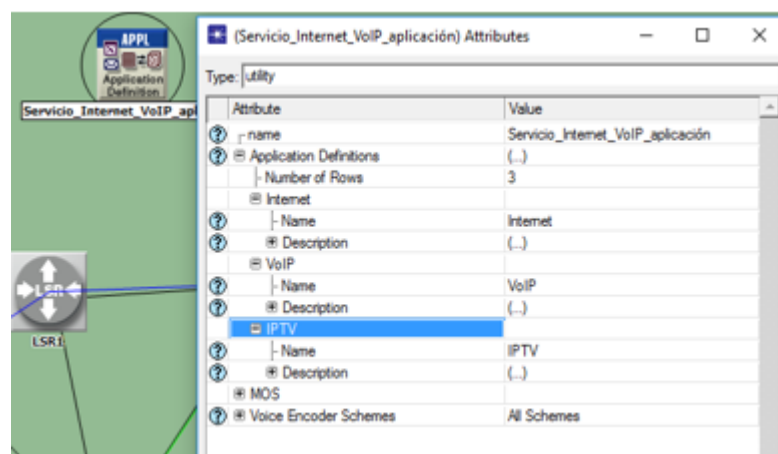 APPL
Application
Definition
Servicio_Internet_VoIP_apl
LSR
LSR1
(Servicio_Internet_VoIP_aplicación) Attributes
Type: utility
Attribute Value
name Servicio_Internet_VoIP_aplicación
Application Definitions (...)
Number of Rows 3
Internet
Name Internet
Description (...)
VoIP
Name VoIP
Description (...)
IPTV
Name IPTV
Description (...)
MOS
Voice Encoder Schemes All Schemes